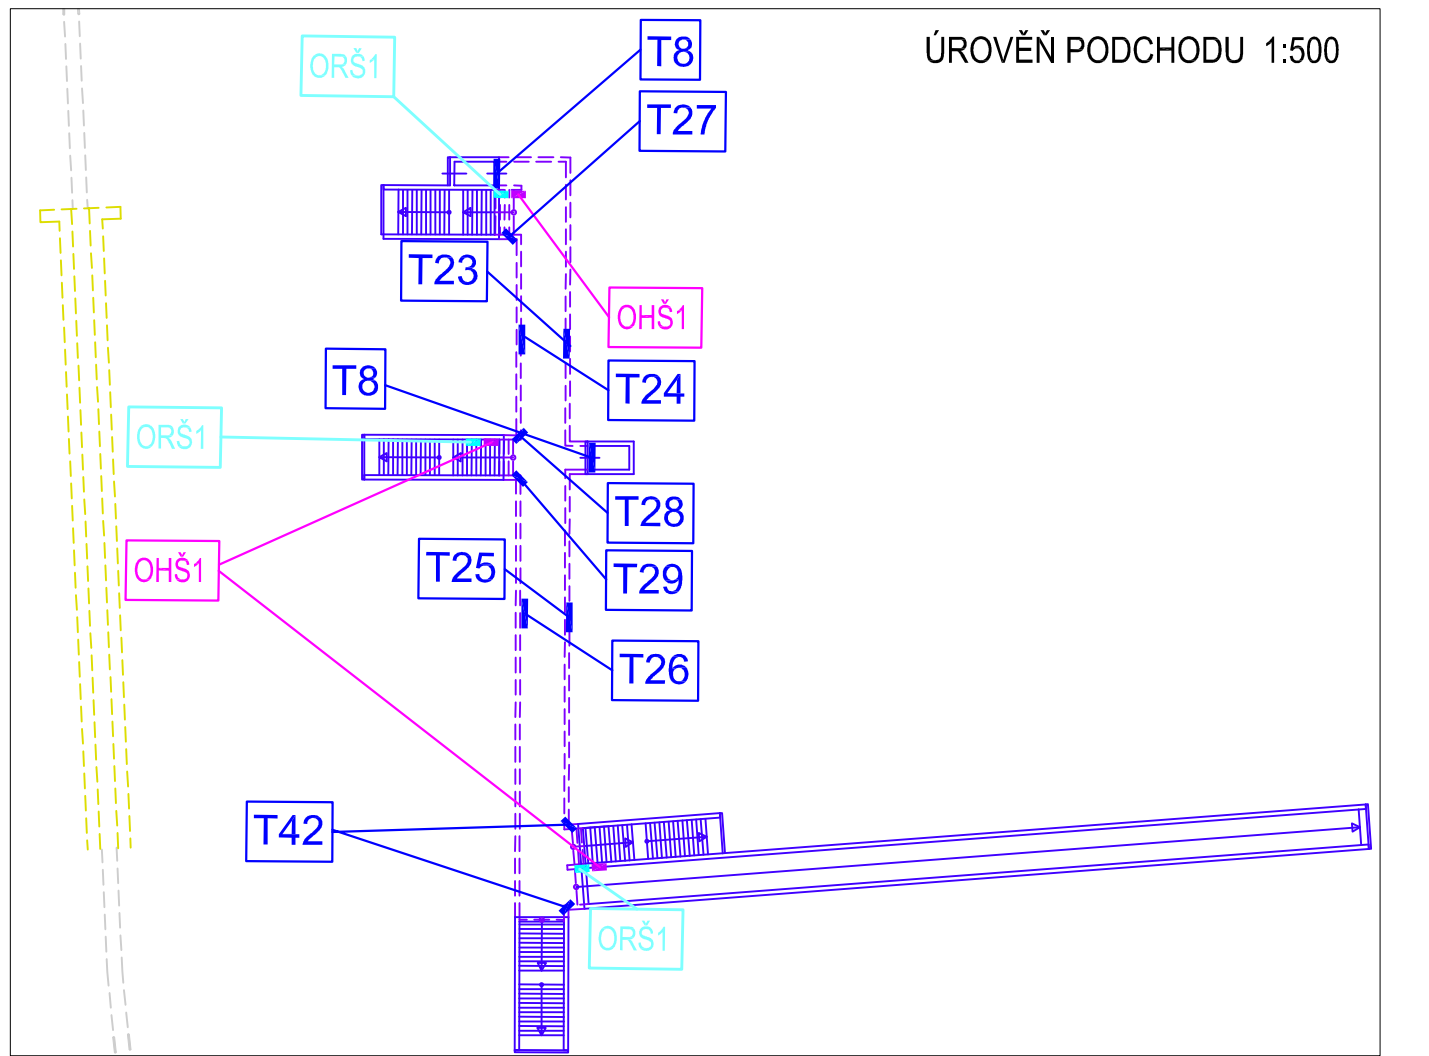 ÚROVĚŇ PODCHODU 1:500
T8
ORŠ1
T27
T23
OHŠ1
T24
T8
ORŠ1
T28
OHŠ1
T25
T29
T26
T42
ORŠ1